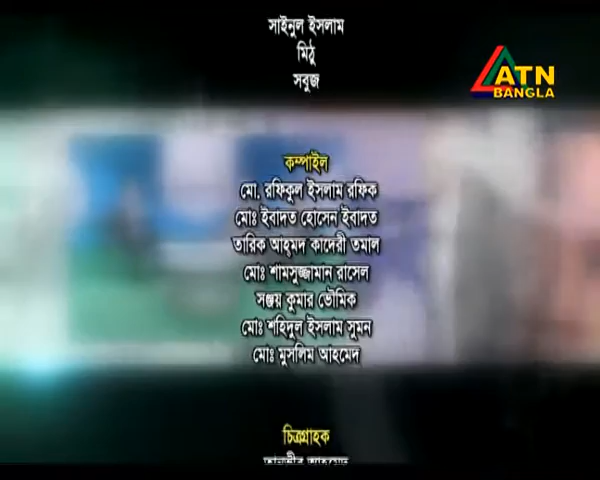 সাইনুল ইসলাম
মিঠু
সবুজ
ATN
BANGLA
কম্পাইল
মো. রফিকুল ইসলাম রফিক
মোঃ ইবাদত হোসেন ইবাদত
তারিক আহমদ কাদেরী তমাল
মোঃ শামসুজ্জামান রাসেল
সঞ্জয় কুমার ভৌমিক
মোঃ শহিদুল ইসলাম সুমন
মোঃ মুসলিম আহমেদ
চিত্রগ্রাহক